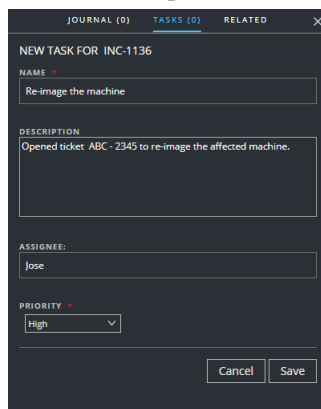 JOURNAL (0) TASKS (0) RELATED
NEW TASK FOR INC-1136
NAME *
Re-image the machine
DESCRIPTION
Opened ticket ABC - 2345 to re-image the affected machine.
ASSIGNEE:
Jose
PRIORITY *
High
Cancel Save